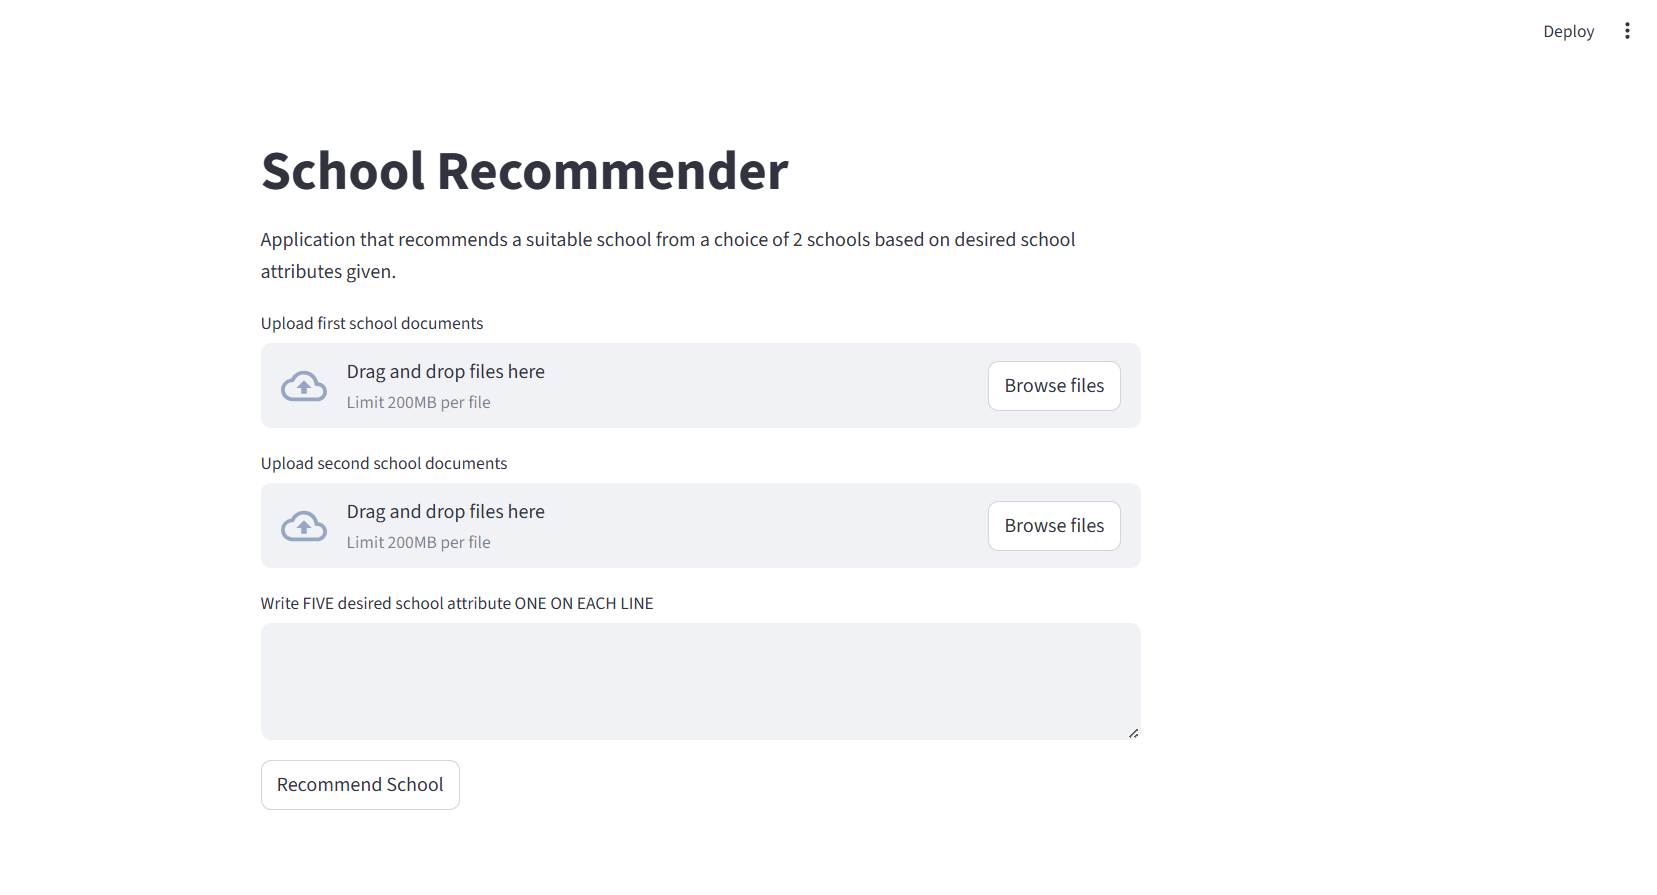 Deploy
School Recommender
Application that recommends a suitable school from a choice of 2 schools based on desired school
attributes given.
Upload first school documents
Drag and drop files here
Limit 200MB per file
Browse files
Upload second school documents
Drag and drop files here
Limit 200MB per file
Browse files
Write FIVE desired school attribute ONE ON EACH LINE
Recommend School